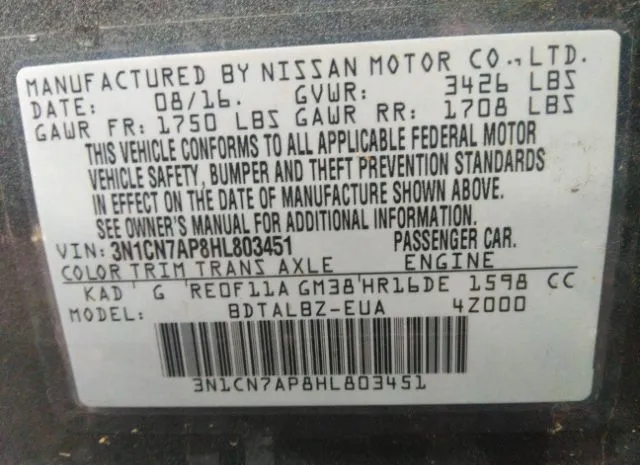 MANUFACTURED BY NISSAN MOTOR CO., LTD.
DATE: 08/16. GVWR: 3426 LBS
GAWR FR: 1750 LBS GAWR RR: 1708 LBS
THIS VEHICLE CONFORMS TO ALL APPLICABLE FEDERAL MOTOR
VEHICLE SAFETY, BUMPER AND THEFT PREVENTION STANDARDS
IN EFFECT ON THE DATE OF MANUFACTURE SHOWN ABOVE.
SEE OWNER'S MANUAL FOR ADDITIONAL INFORMATION.
VIN: 3N1CN7AP8HL803451 PASSENGER CAR.
COLOR TRIM TRANS AXLE ENGINE
KAD G RE0F11A GM38 HR16DE 1598 CC
MODEL: BDTALBZ-EUA 4Z000
3N1CN7AP8HL803451